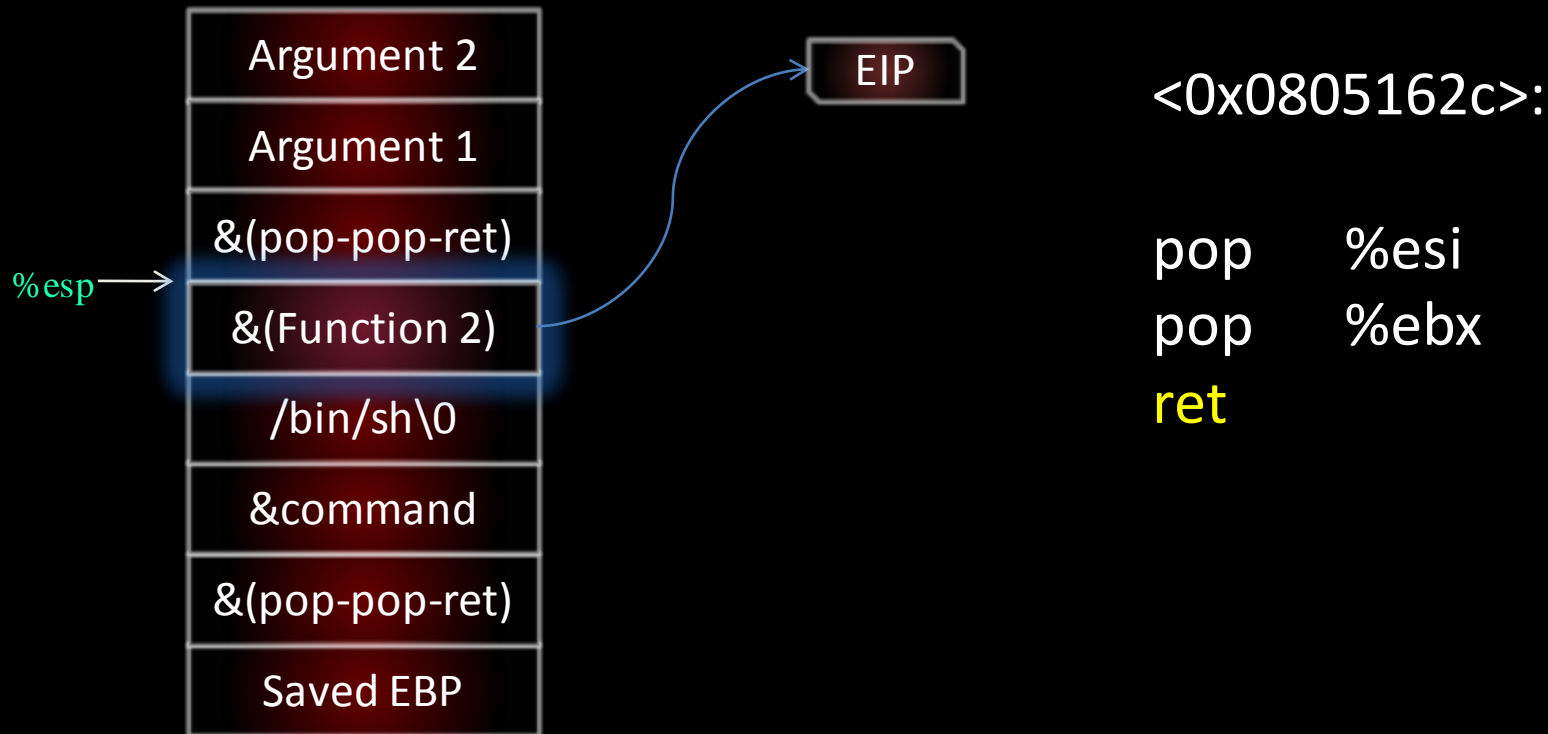 Argument 2
Argument 1
&(pop-pop-ret)
%esp
&(Function 2)
/bin/sh\0
&command
&(pop-pop-ret)
Saved EBP
EIP
<0x0805162c>:
pop %esi
pop %ebx
ret